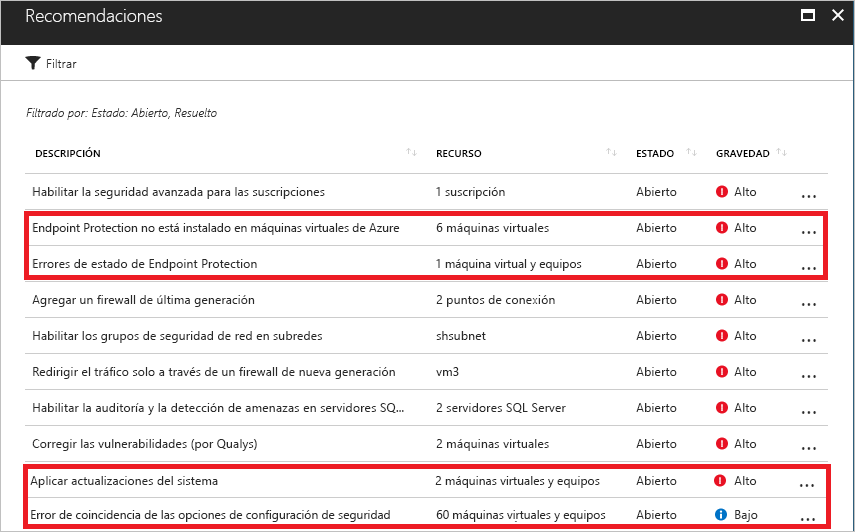 Recomendaciones
Filtrar
Filtrado por: Estado: Abierto, Resuelto
DESCRIPCIÓN RECURSO ESTADO GRAVEDAD
Habilitar la seguridad avanzada para las suscripciones 1 suscripción Abierto Alto ...
Endpoint Protection no está instalado en máquinas virtuales de Azure 6 máquinas virtuales Abierto Alto ...
Errores de estado de Endpoint Protection 1 máquina virtual y equipos Abierto Alto ...
Agregar un firewall de última generación 2 puntos de conexión Abierto Alto ...
Habilitar los grupos de seguridad de red en subredes shsubnet Abierto Alto ...
Redirigir el tráfico solo a través de un firewall de nueva generación vm3 Abierto Alto ...
Habilitar la auditoría y la detección de amenazas en servidores SQ... 2 servidores SQL Server Abierto Alto ...
Corregir las vulnerabilidades (por Qualys) 2 máquinas virtuales Abierto Alto ...
Aplicar actualizaciones del sistema 2 máquinas virtuales y equipos Abierto Alto ...
Error de coincidencia de las opciones de configuración de seguridad 60 máquinas virtuales y equipos Abierto Bajo ...